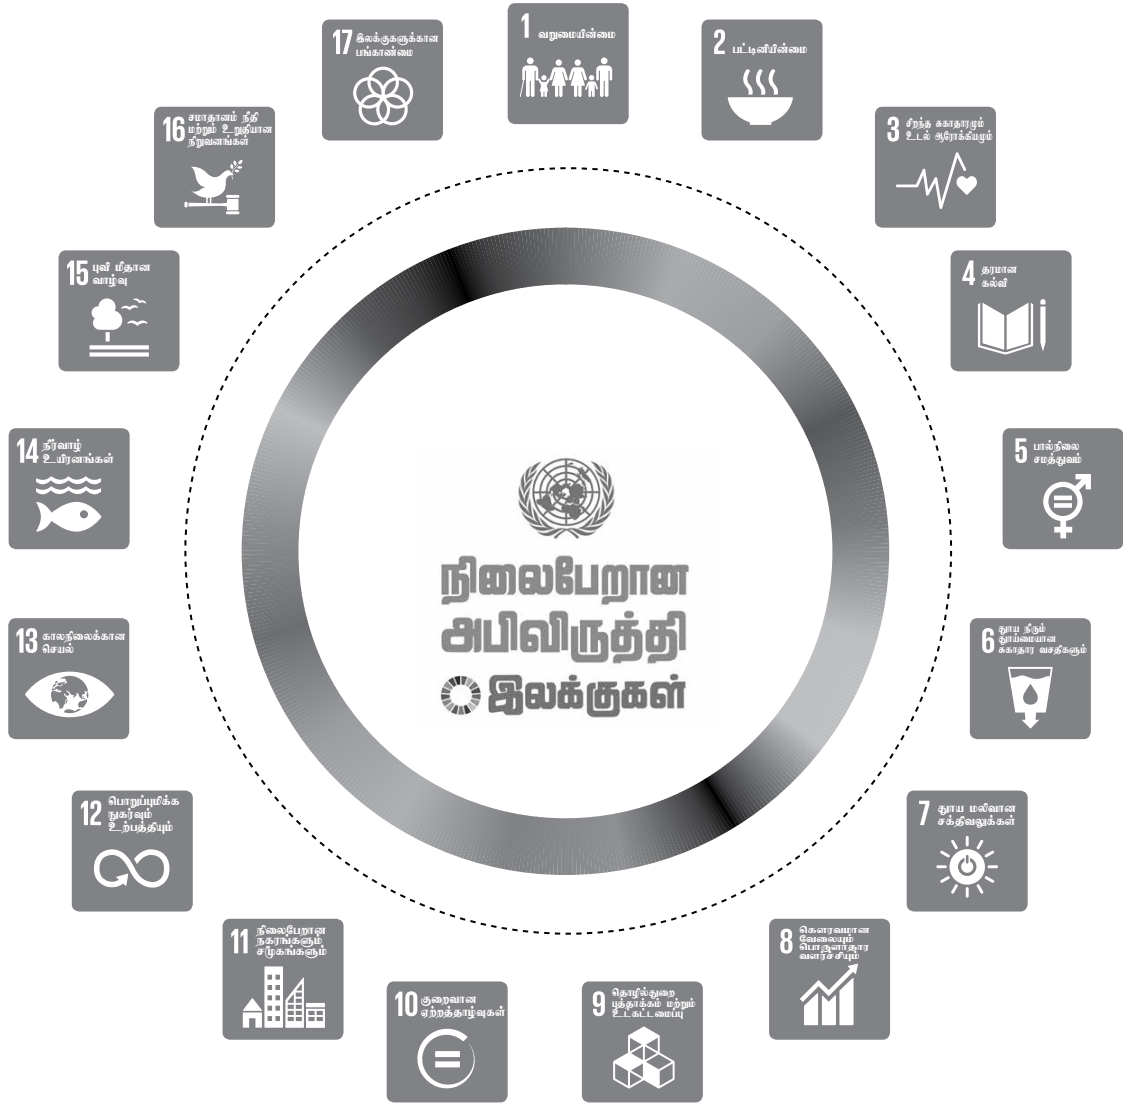 1 வறுமையின்மை
2 பட்டினியின்மை
3 சிறந்த சுகாதாரமும்
உடல் ஆரோக்கியமும்
4 தரமான
கல்வி
5 பால்நிலை
சமத்துவம்
6 தூய நீரும்
தூய்மையான
சுகாதார வசதிகளும்
7 தூய மலிவான
சக்திவலுக்கள்
8 கௌரவமான
வேலையும்
பொருளாதார
வளர்ச்சியும்
9 தொழில்துறை
புத்தாக்கம் மற்றும்
உட்கட்டமைப்பு
10 குறைவான
ஏற்றத்தாழ்வுகள்
11 நிலைபேறான
நகரங்களும்
சமூகங்களும்
12 பொறுப்புமிக்க
நுகர்வும்
உற்பத்தியும்
13 காலநிலைக்கான
செயல்
14 நீர்வாழ்
உயிரனங்கள்
15 புவி மீதான
வாழ்வு
16 சமாதானம் நீதி
மற்றும் உறுதியான
நிறுவனங்கள்
17 இலக்குகளுக்கான
பங்காண்மை
நிலைபேறான
அபிவிருத்தி
இலக்குகள்